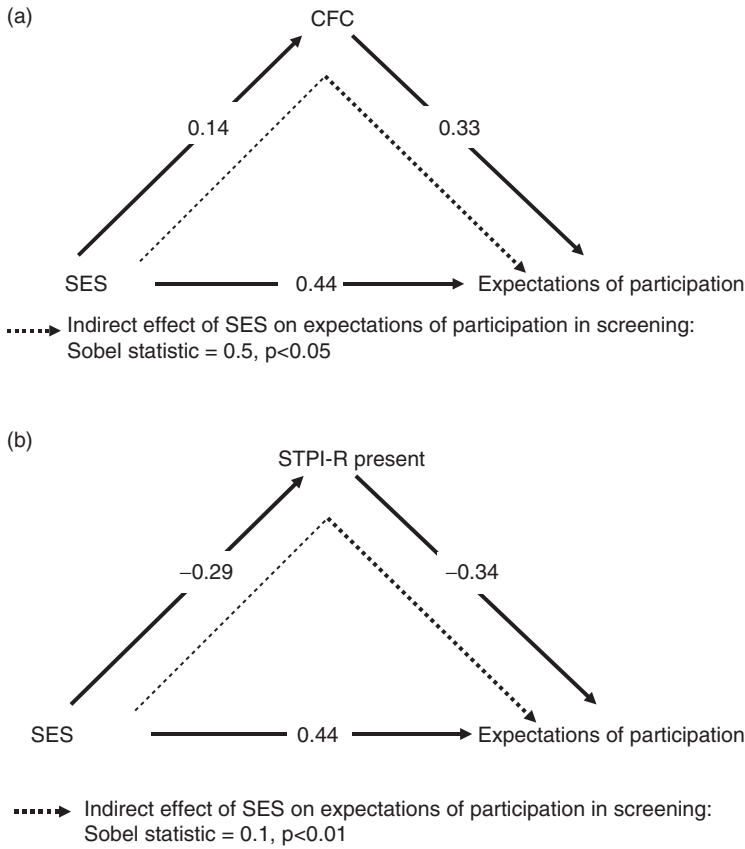 (a)
CFC
0.14
0.33
SES
0.44
Expectations of participation
Indirect effect of SES on expectations of participation in screening:
Sobel statistic = 0.5, p<0.05
(b)
STPI-R present
−0.29
−0.34
SES
0.44
Expectations of participation
Indirect effect of SES on expectations of participation in screening:
Sobel statistic = 0.1, p<0.01